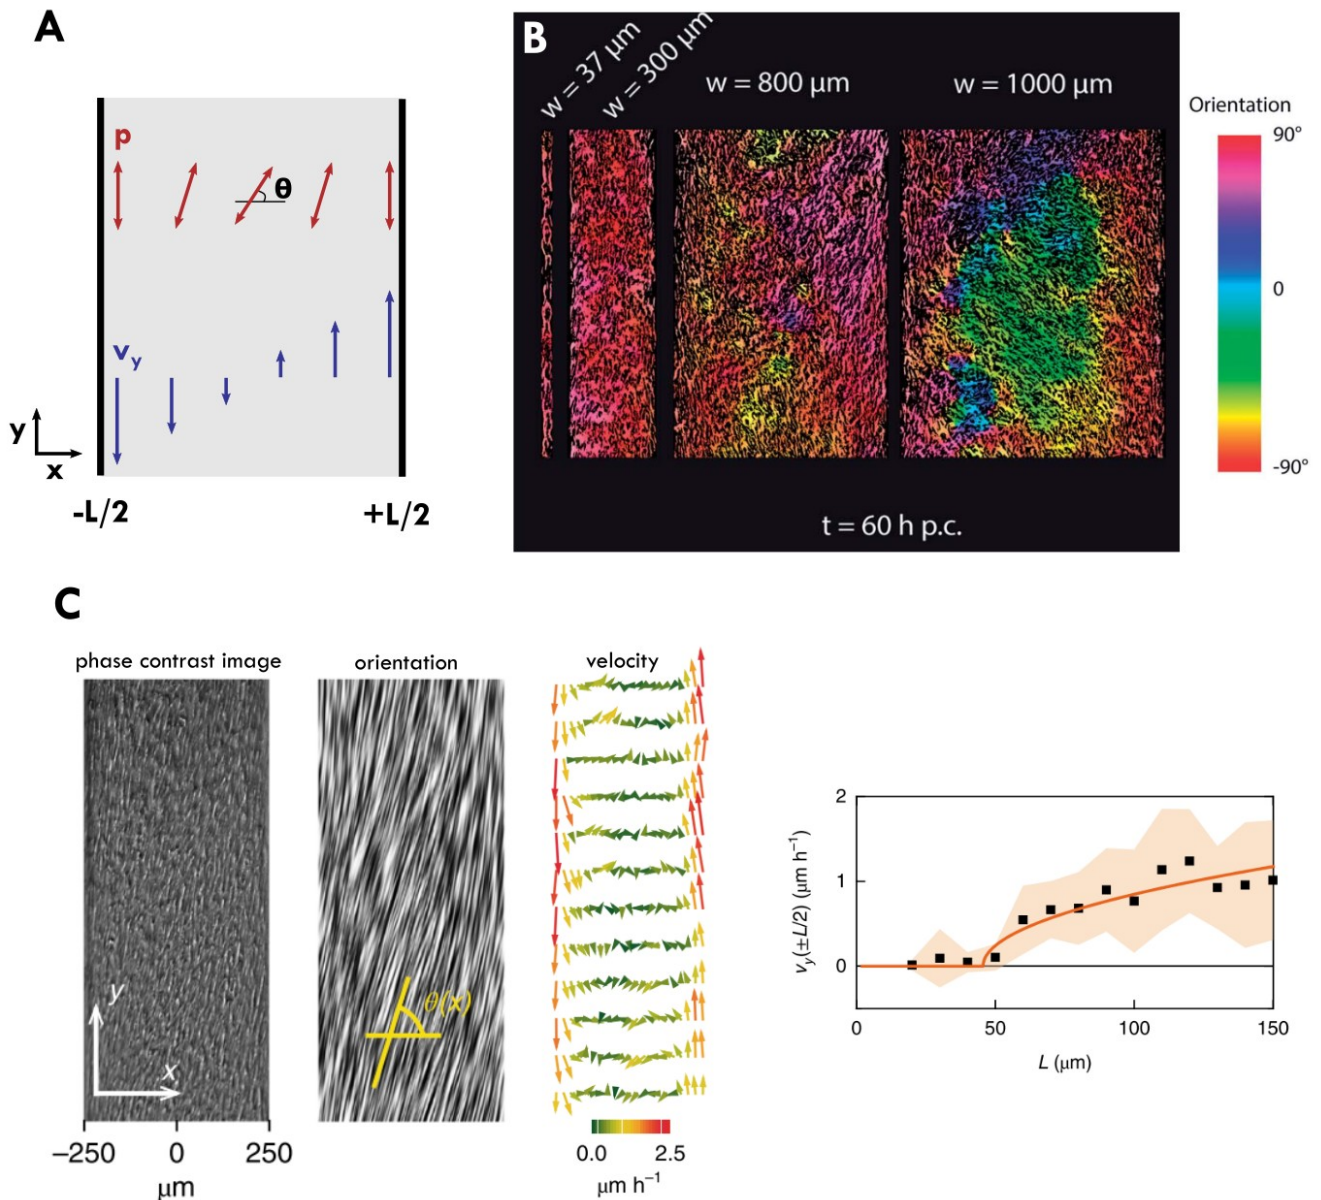 A
p
θ
vy
y
x
-L/2
+L/2
B
w = 37 µm
w = 300 µm
w = 800 µm
w = 1000 µm
Orientation
90°
0
-90°
t = 60 h p.c.
C
phase contrast image
orientation
velocity
y
x
θ(x)
−250
0
250
µm
0.0
2.5
µm h⁻¹
vy(±L/2) (µm h⁻¹)
2
1
0
0
50
100
150
L (µm)